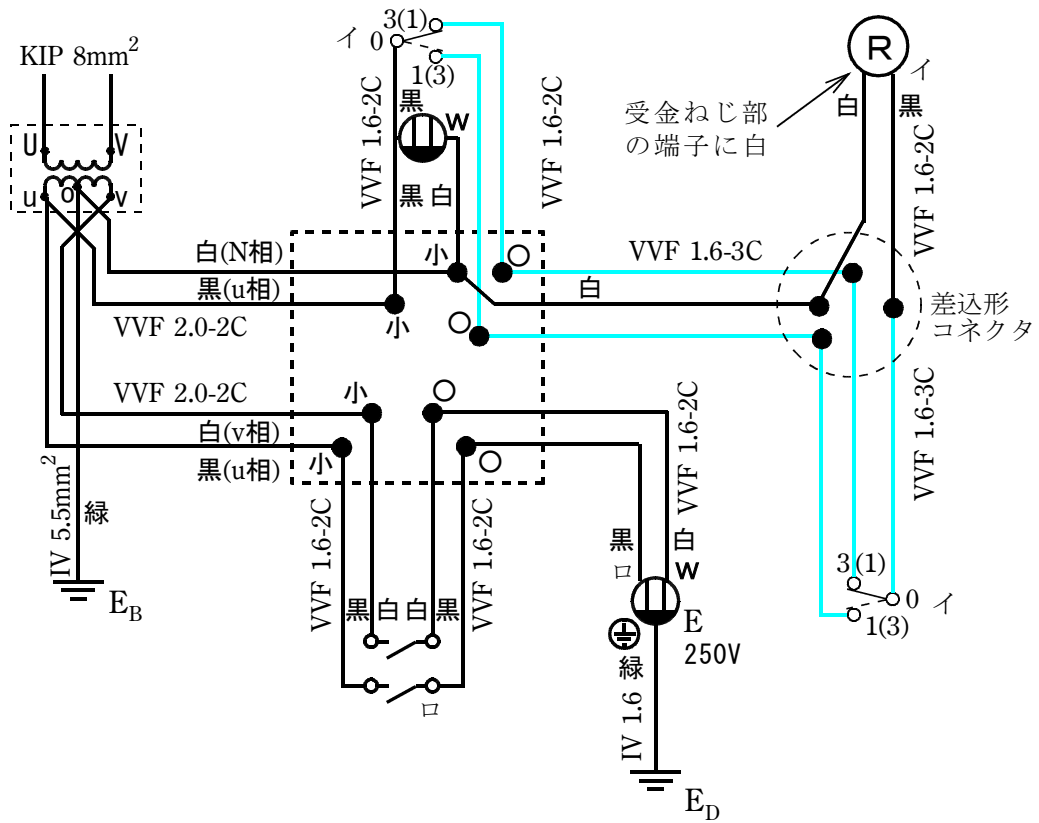 KIP 8mm²
U
V
u
o
v
3(1)
イ 0
1(3)
黒
W
VVF 1.6-2C
黒 白
VVF 1.6-2C
R
イ
白
黒
受金ねじ部
の端子に白
VVF 1.6-2C
白(N相)
黒(u相)
VVF 2.0-2C
小
小
VVF 1.6-3C
白
差込形
コネクタ
VVF 2.0-2C
白(v相)
黒(u相)
小
小
VVF 1.6-2C
VVF 1.6-3C
IV 5.5mm²
緑
E_B
VVF 1.6-2C
VVF 1.6-2C
黒 白 白 黒
ロ
黒
ロ
白
W
E
250V
緑
IV 1.6
E_D
3(1)
0 イ
1(3)